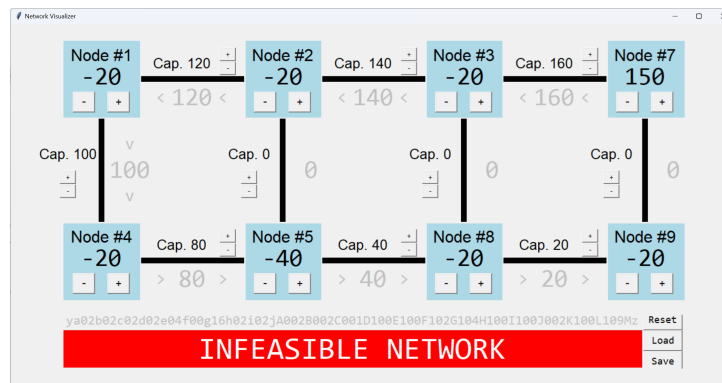 Network Visualizer
Node #1 Node #2 Node #3 Node #7
-20 -20 -20 150
Cap. 120 Cap. 140 Cap. 160
+ + +
- - -
- + - + - + - +
< 120 < < 140 < < 160 <
Cap. 100 Cap. 0 Cap. 0 Cap. 0
v
100 0 0 0
v
+ + + +
- - - -
Node #4 Node #5 Node #8 Node #9
-20 -40 -20 -20
Cap. 80 Cap. 40 Cap. 20
+ + +
- - -
- + - + - + - +
> 80 > > 40 > > 20 >
ya02b02c02d02e04f00g16h02i02jA002B002C001D100E100F102G104H100I100J002K100L109Mz
Reset
INFEASIBLE NETWORK
Load
Save